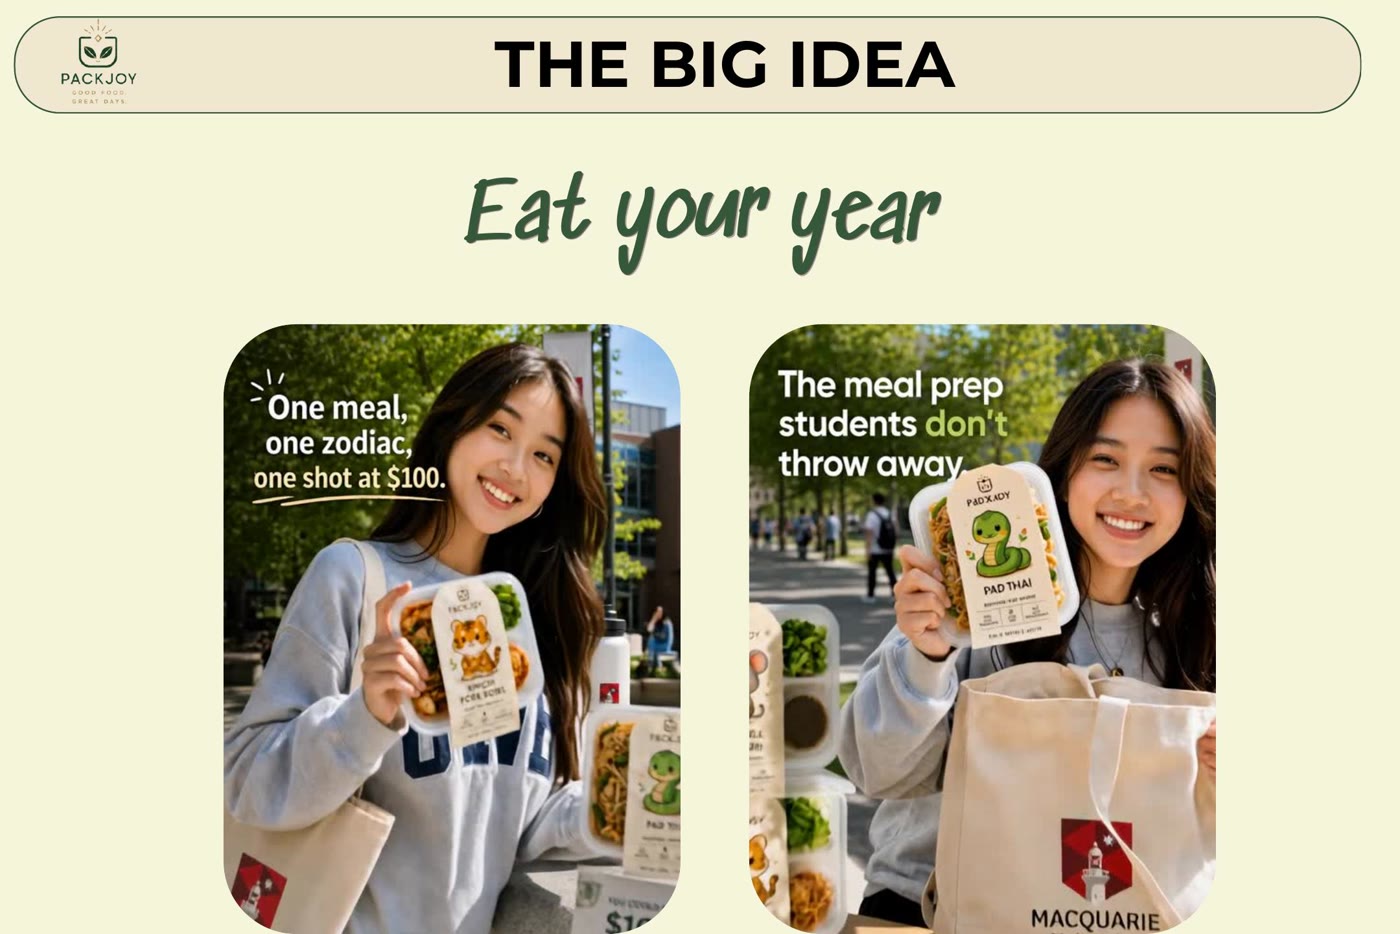 PACKJOY
GOOD FOOD.
GREAT DAYS.
THE BIG IDEA
Eat your year
One meal,
one zodiac,
one shot at $100.
PACKJOY
The meal prep
students don't
throw away.
PAD THAI
MACQUARIE